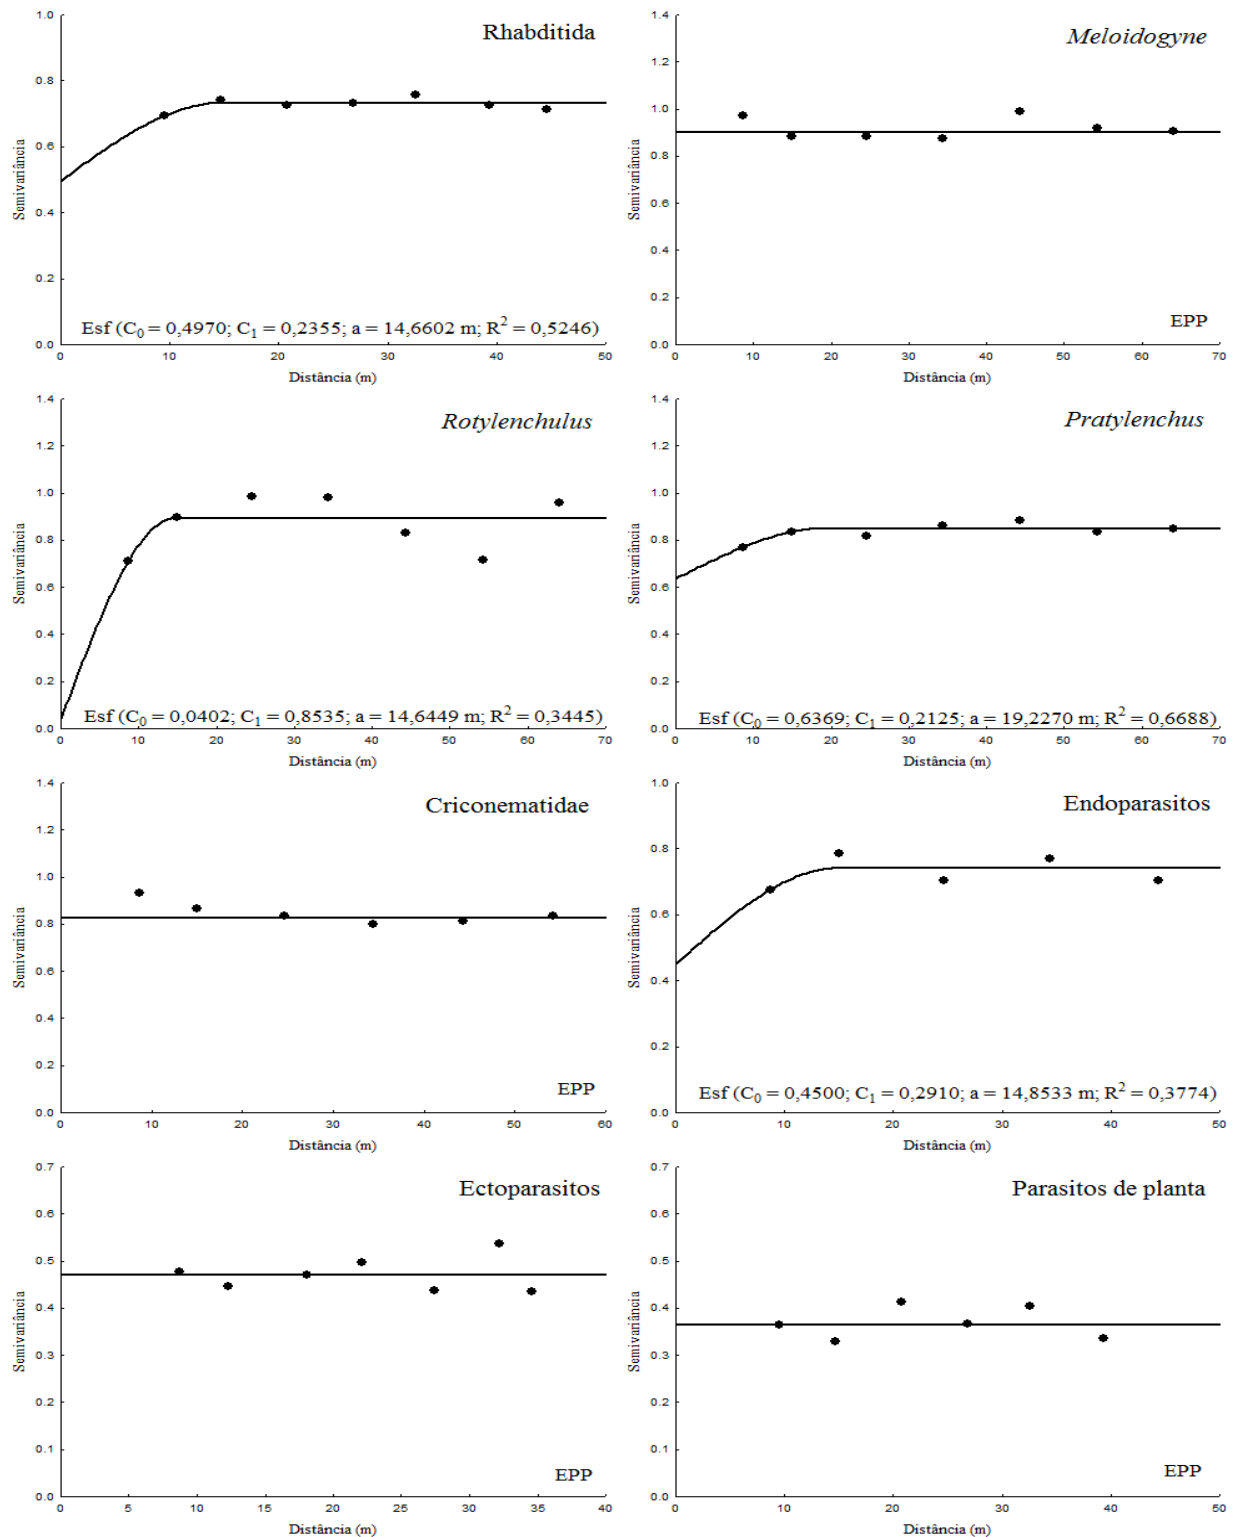 Rhabditida
Semivariância
1.0
0.8
0.6
0.4
0.2
0.0
Esf (C0 = 0,4970; C1 = 0,2355; a = 14,6602 m; R2 = 0,5246)
0 10 20 30 40 50
Distância (m)
Meloidogyne
Semivariância
1.4
1.2
1.0
0.8
0.6
0.4
0.2
0.0
EPP
0 10 20 30 40 50 60 70
Distância (m)
Rotylenchulus
Semivariância
1.4
1.2
1.0
0.8
0.6
0.4
0.2
0.0
Esf (C0 = 0,0402; C1 = 0,8535; a = 14,6449 m; R2 = 0,3445)
0 10 20 30 40 50 60 70
Distância (m)
Pratylenchus
Semivariância
1.4
1.2
1.0
0.8
0.6
0.4
0.2
0.0
Esf (C0 = 0,6369; C1 = 0,2125; a = 19,2270 m; R2 = 0,6688)
0 10 20 30 40 50 60 70
Distância (m)
Criconematidae
Semivariância
1.4
1.2
1.0
0.8
0.6
0.4
0.2
0.0
EPP
0 10 20 30 40 50 60
Distância (m)
Endoparasitos
Semivariância
1.0
0.8
0.6
0.4
0.2
0.0
Esf (C0 = 0,4500; C1 = 0,2910; a = 14,8533 m; R2 = 0,3774)
0 10 20 30 40 50
Distância (m)
Ectoparasitos
Semivariância
0.7
0.6
0.5
0.4
0.3
0.2
0.1
0.0
EPP
0 5 10 15 20 25 30 35 40
Distância (m)
Parasitos de planta
Semivariância
0.7
0.6
0.5
0.4
0.3
0.2
0.1
0.0
EPP
0 10 20 30 40 50
Distância (m)